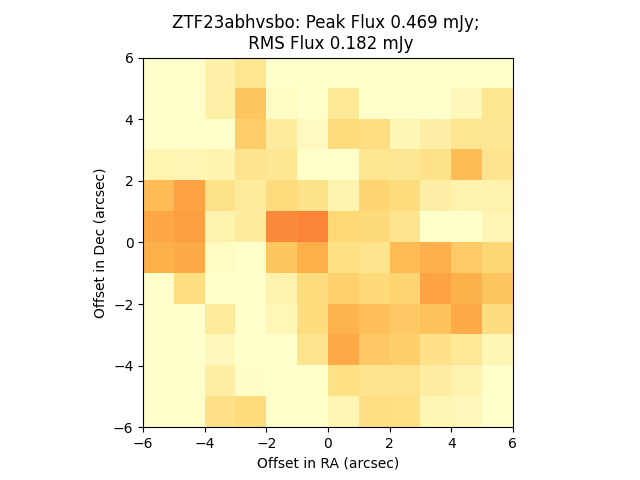 ZTF23abhvsbo: Peak Flux 0.469 mJy;
RMS Flux 0.182 mJy
6
4
2
0
−2
−4
−6
Offset in Dec (arcsec)
−6 −4 −2 0 2 4 6
Offset in RA (arcsec)